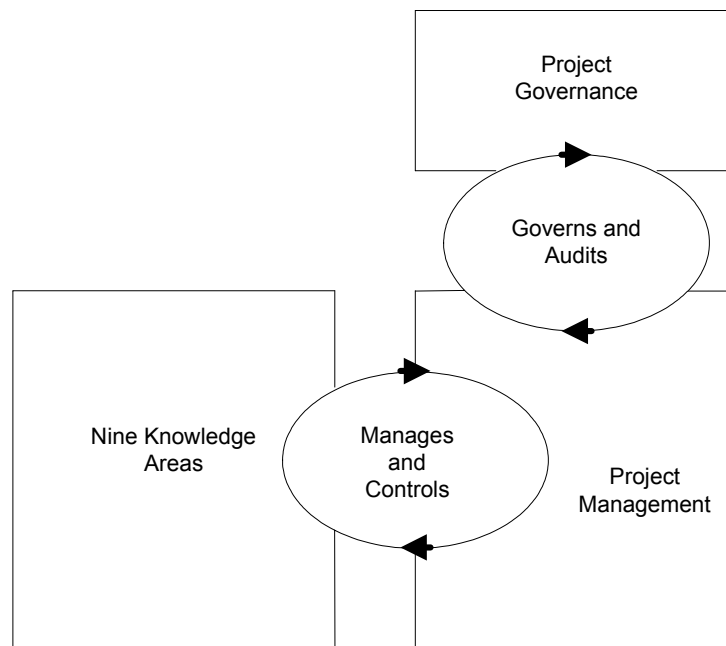 Project
Governance
Governs and
Audits
Nine Knowledge
Areas
Manages
and
Controls
Project
Management